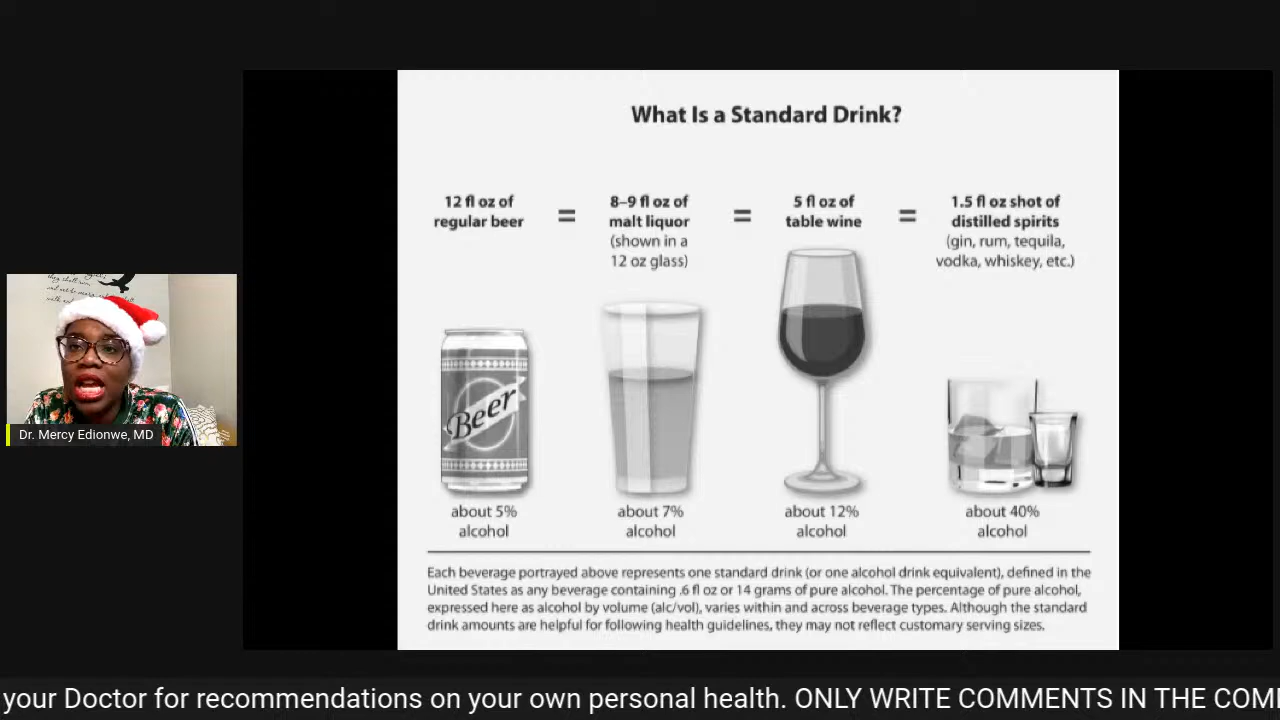 What Is a Standard Drink?
12 fl oz of
regular beer
=
8–9 fl oz of
malt liquor
(shown in a
12 oz glass)
=
5 fl oz of
table wine
=
1.5 fl oz shot of
distilled spirits
(gin, rum, tequila,
vodka, whiskey, etc.)
Beer
about 5%
alcohol
about 7%
alcohol
about 12%
alcohol
about 40%
alcohol
Each beverage portrayed above represents one standard drink (or one alcohol drink equivalent), defined in the
United States as any beverage containing .6 fl oz or 14 grams of pure alcohol. The percentage of pure alcohol,
expressed here as alcohol by volume (alc/vol), varies within and across beverage types. Although the standard
drink amounts are helpful for following health guidelines, they may not reflect customary serving sizes.
they shall run
Dr. Mercy Edionwe, MD
your Doctor for recommendations on your own personal health. ONLY WRITE COMMENTS IN THE COM